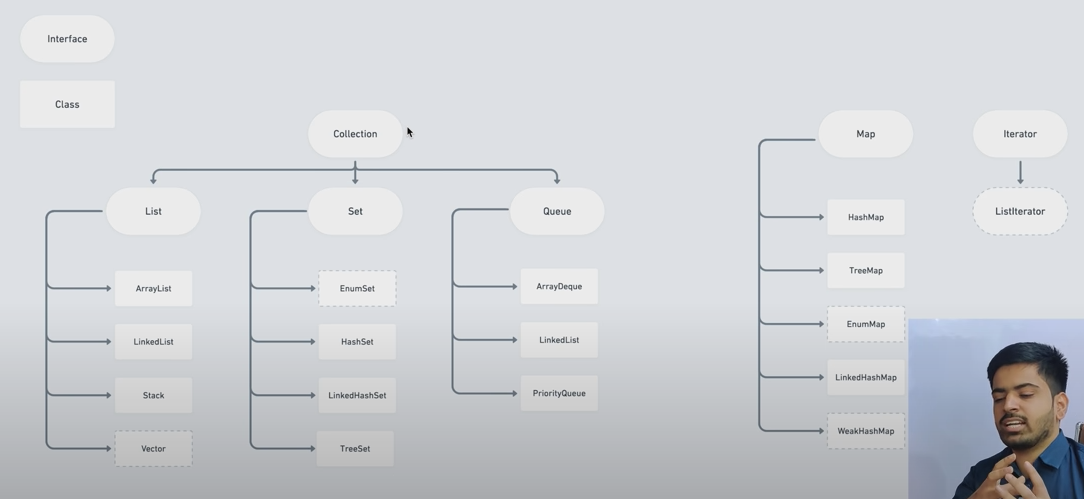 Interface
Class
Collection
Map
Iterator
List
Set
Queue
ListIterator
ArrayList
LinkedList
Stack
Vector
EnumSet
HashSet
LinkedHashSet
TreeSet
ArrayDeque
LinkedList
PriorityQueue
HashMap
TreeMap
EnumMap
LinkedHashMap
WeakHashMap